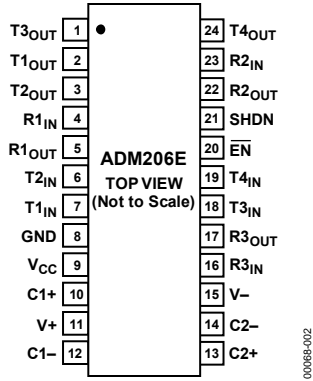 T3OUT 1
T1OUT 2
T2OUT 3
R1IN 4
R1OUT 5
T2IN 6
T1IN 7
GND 8
VCC 9
C1+ 10
V+ 11
C1– 12
ADM206E
TOP VIEW
(Not to Scale)
24 T4OUT
23 R2IN
22 R2OUT
21 SHDN
20 E̅N̅
19 T4IN
18 T3IN
17 R3OUT
16 R3IN
15 V–
14 C2–
13 C2+
00068-002